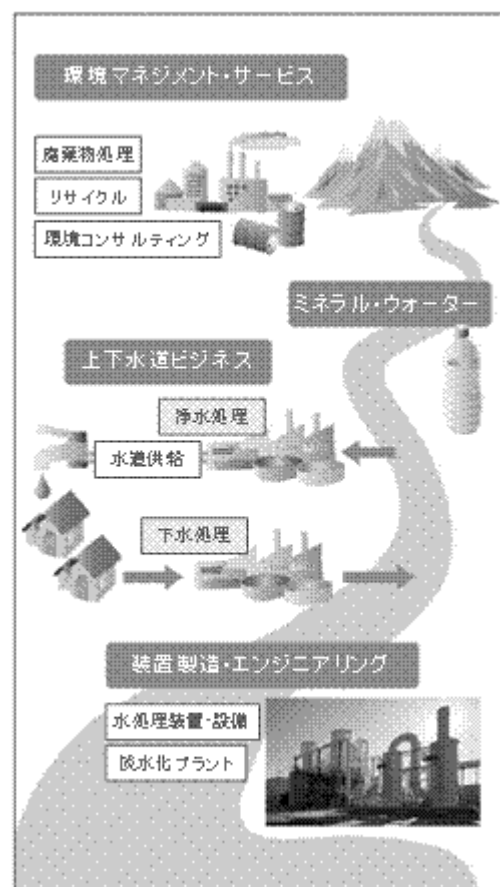 環境マネジメント・サービス
廃棄物処理
リサイクル
環境コンサルティング
ミネラル・ウォーター
上下水道ビジネス
浄水処理
水道供給
下水処理
装置製造・エンジニアリング
水処理装置・設備
淡水化プラント